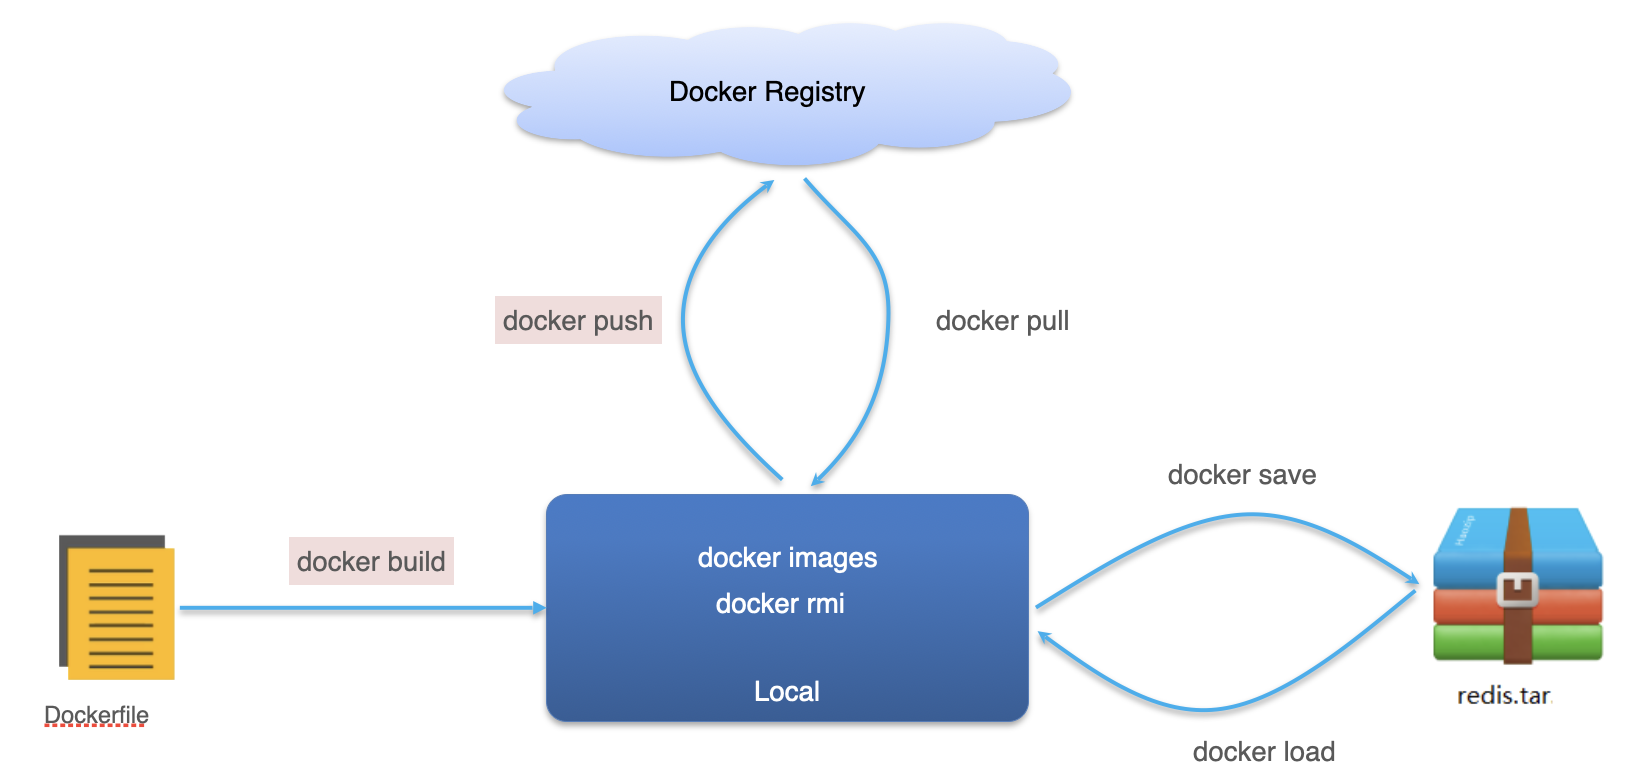 Docker Registry
docker push
docker pull
docker save
docker build
docker images
docker rmi
Local
Haozip
redis.tar
Dockerfile
docker load